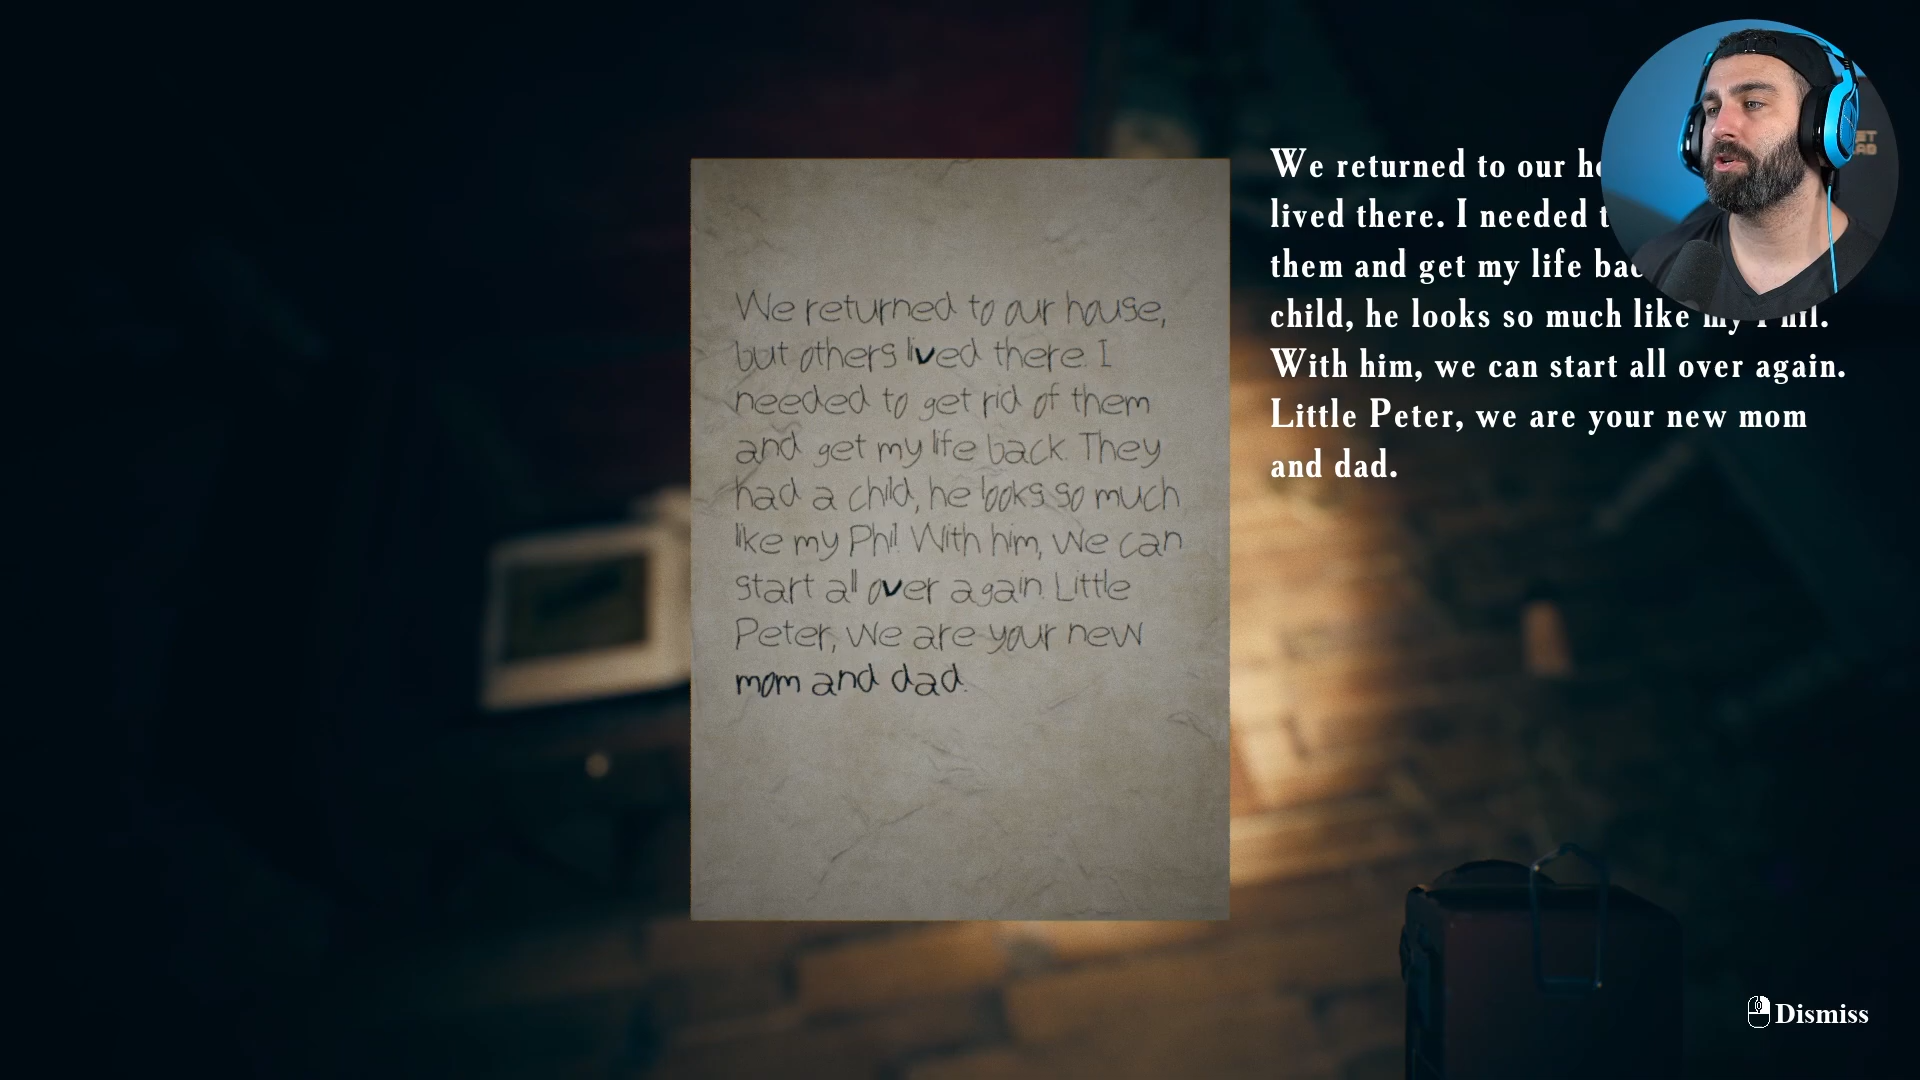 We returned to our house,
but others lived there. I
needed to get rid of them
and get my life back. They
had a child, he looks so much
like my Phil. With him, we can
start all over again. Little
Peter, we are your new
mom and dad.
We returned to our
lived there. I needed
them and get my life
child, he looks so much like my Phil.
With him, we can start all over again.
Little Peter, we are your new mom
and dad.
Dismiss